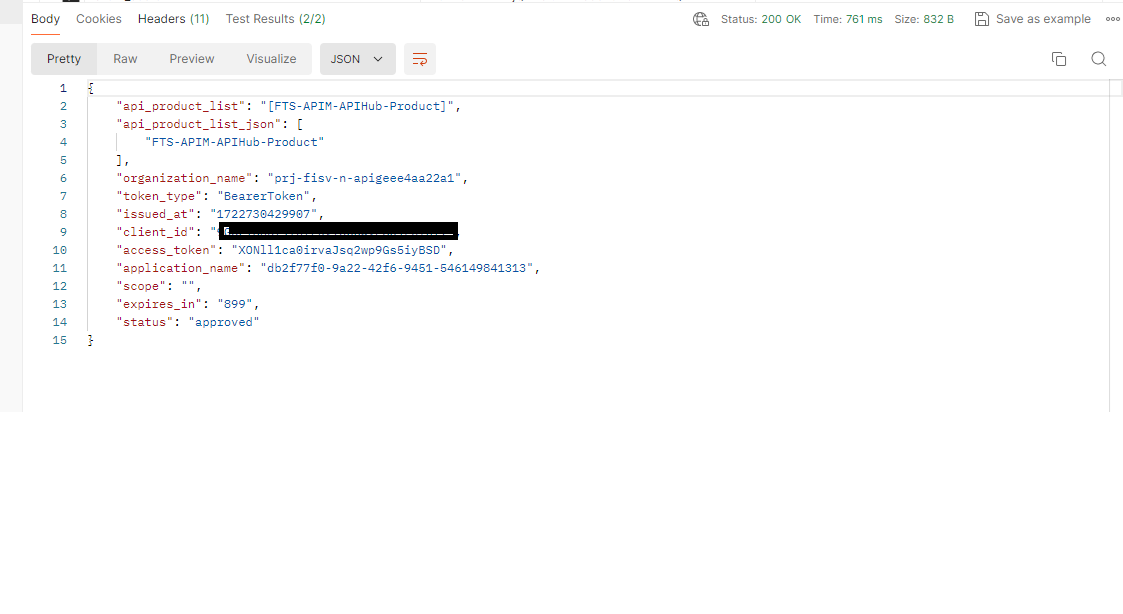 Body Cookies Headers (11) Test Results (2/2) Status: 200 OK Time: 761 ms Size: 832 B Save as example
Pretty Raw Preview Visualize JSON
1 {
2 "api_product_list": "[FTS-APIM-APIHub-Product]",
3 "api_product_list_json": [
4 "FTS-APIM-APIHub-Product"
5 ],
6 "organization_name": "prj-fisv-n-apigeee4aa22a1",
7 "token_type": "BearerToken",
8 "issued_at": "1722730429907",
9 "client_id": "
10 "access_token": "XONll1ca0irvaJsq2wp9Gs5iyBSD",
11 "application_name": "db2f77f0-9a22-42f6-9451-546149841313",
12 "scope": "",
13 "expires_in": "899",
14 "status": "approved"
15 }